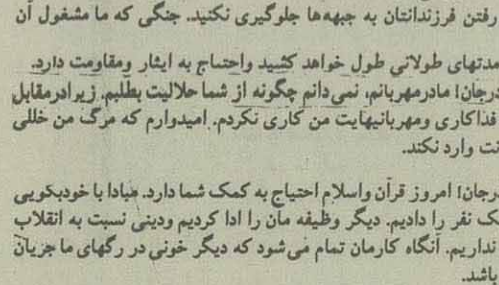 رفتن فرزندانتان به جبهه‌ها جلوگیری نکنید. جنگی که ما مشغول آن
مدتهای طولانی طول خواهد کشید واحتساج به ایثار ومقاومت دارد.
درجان! مادرمهربانم، نمی‌دانم چگونه از شما حلالیت بطلبم، زیرادرمقابل
فداکاری ومهربانیهایت من کاری نکردم. امیدوارم که مرگ من خللی
نت وارد نکند.
رجان! امروز قرآن واسلام احتیاج به کمک شما دارد. مبادا با خودبگویی
ک نفر را دادیم. دیگر وظیفه مان را ادا کردیم ودینی نسبت به انقلاب
نداریم. آنگاه کارمان تمام می‌شود که دیگر خونی در رگهای ما جریان
باشد.